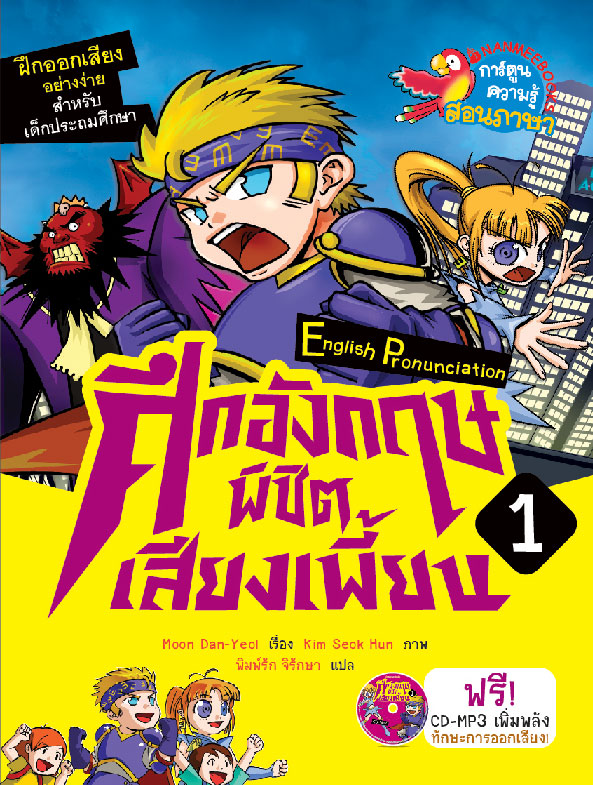 ฝึกออกเสียง
อย่างง่าย
สำหรับ
เด็กประถมศึกษา
NANMEEBOOKS
การ์ตูน
ความรู้
สอนภาษา
English Pronunciation
ศึกอังกฤษ
พิชิต
เสียงเพี้ยน
1
Moon Dan-Yeol เรื่อง Kim Seok Hun ภาพ
พิมพ์รัก จิรักษา แปล
ฟรี!
CD-MP3 เพิ่มพลัง
ทักษะการออกเสียง!